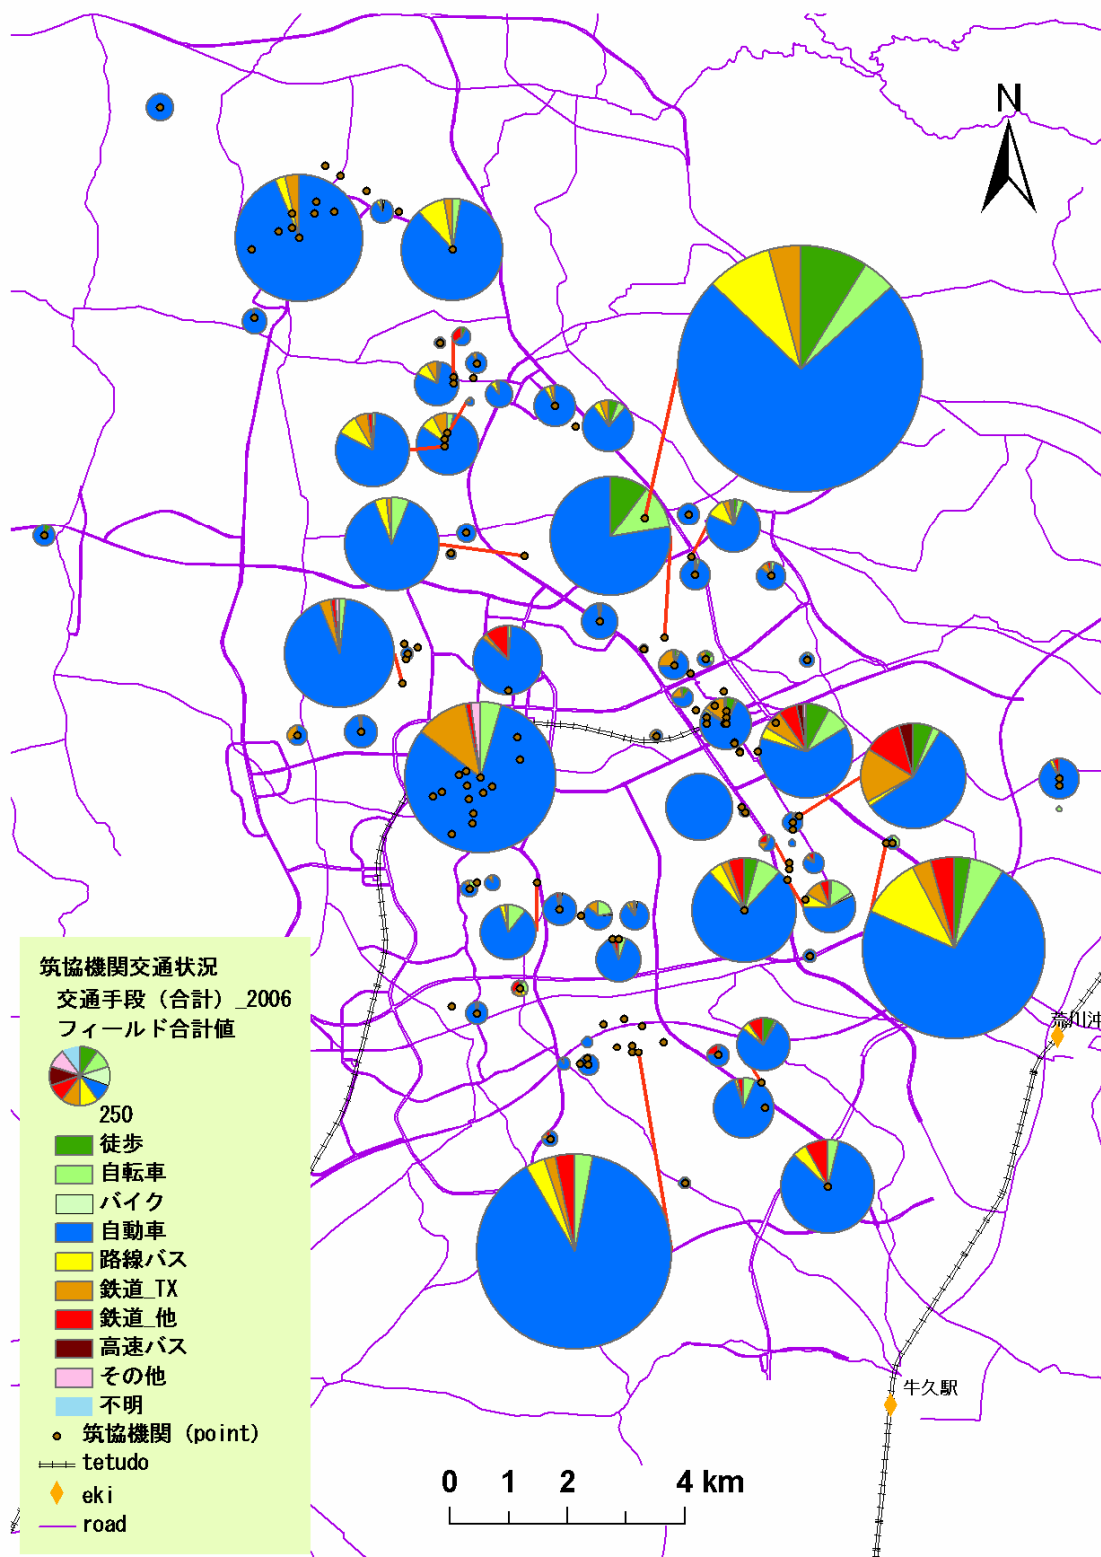 N
荒川沖
筑協機関交通状況
交通手段（合計）_2006
フィールド合計値
250
徒歩
自転車
バイク
自動車
路線バス
鉄道_TX
鉄道_他
高速バス
その他
不明
筑協機関 (point)
tetudo
eki
road
牛久駅
0 1 2 4 km